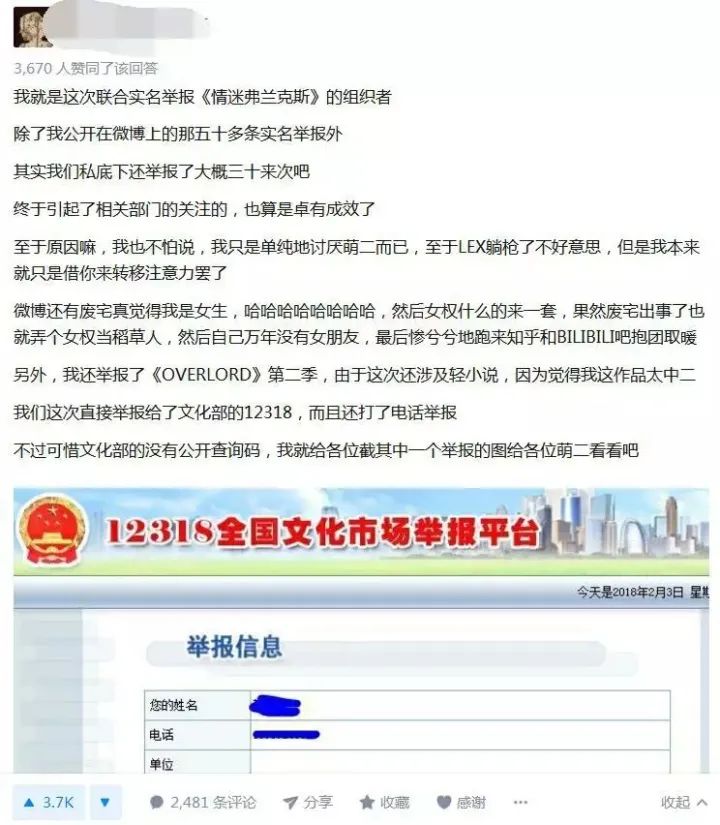 3,670 人赞同了该回答
我就是这次联合实名举报《情迷弗兰克斯》的组织者
除了我公开在微博上的那五十多条实名举报外
其实我们私底下还举报了大概三十来次吧
终于引起了相关部门的关注的，也算是卓有成效了
至于原因嘛，我也不怕说，我只是单纯地讨厌萌二而已，至于LEX躺枪了不好意思，但是我本来
就只是借你来转移注意力罢了
微博还有废宅真觉得我是女生，哈哈哈哈哈哈哈哈，然后女权什么的来一套，果然废宅出事了也
就弄个女权当稻草人，然后自己万年没有女朋友，最后惨兮兮地跑来知乎和BILIBILI吧抱团取暖
另外，我还举报了《OVERLORD》第二季，由于这次还涉及轻小说，因为觉得我这作品太中二
我们这次直接举报给了文化部的12318，而且还打了电话举报
不过可惜文化部的没有公开查询码，我就给各位截其中一个举报的图给各位萌二看看吧
12318全国文化市场举报平台
今天是2018年2月3日 星期
举报信息
您的姓名
电话
单位
3.7K 2,481 条评论 分享 收藏 感谢 ... 收起